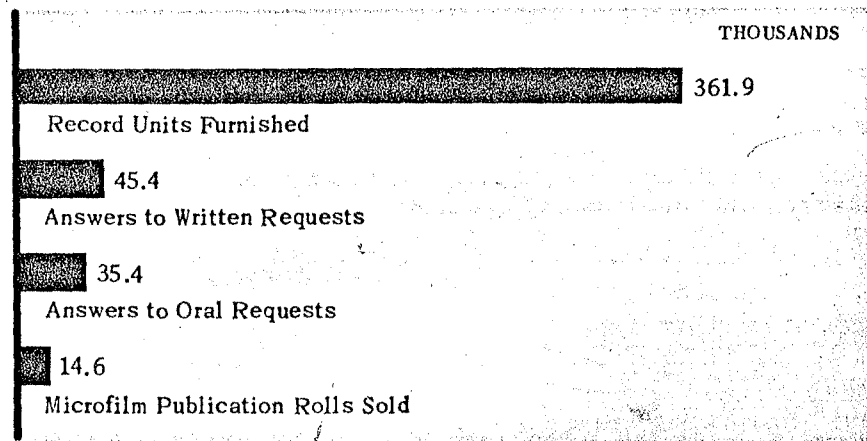 THOUSANDS
361.9
Record Units Furnished
45.4
Answers to Written Requests
35.4
Answers to Oral Requests
14.6
Microfilm Publication Rolls Sold